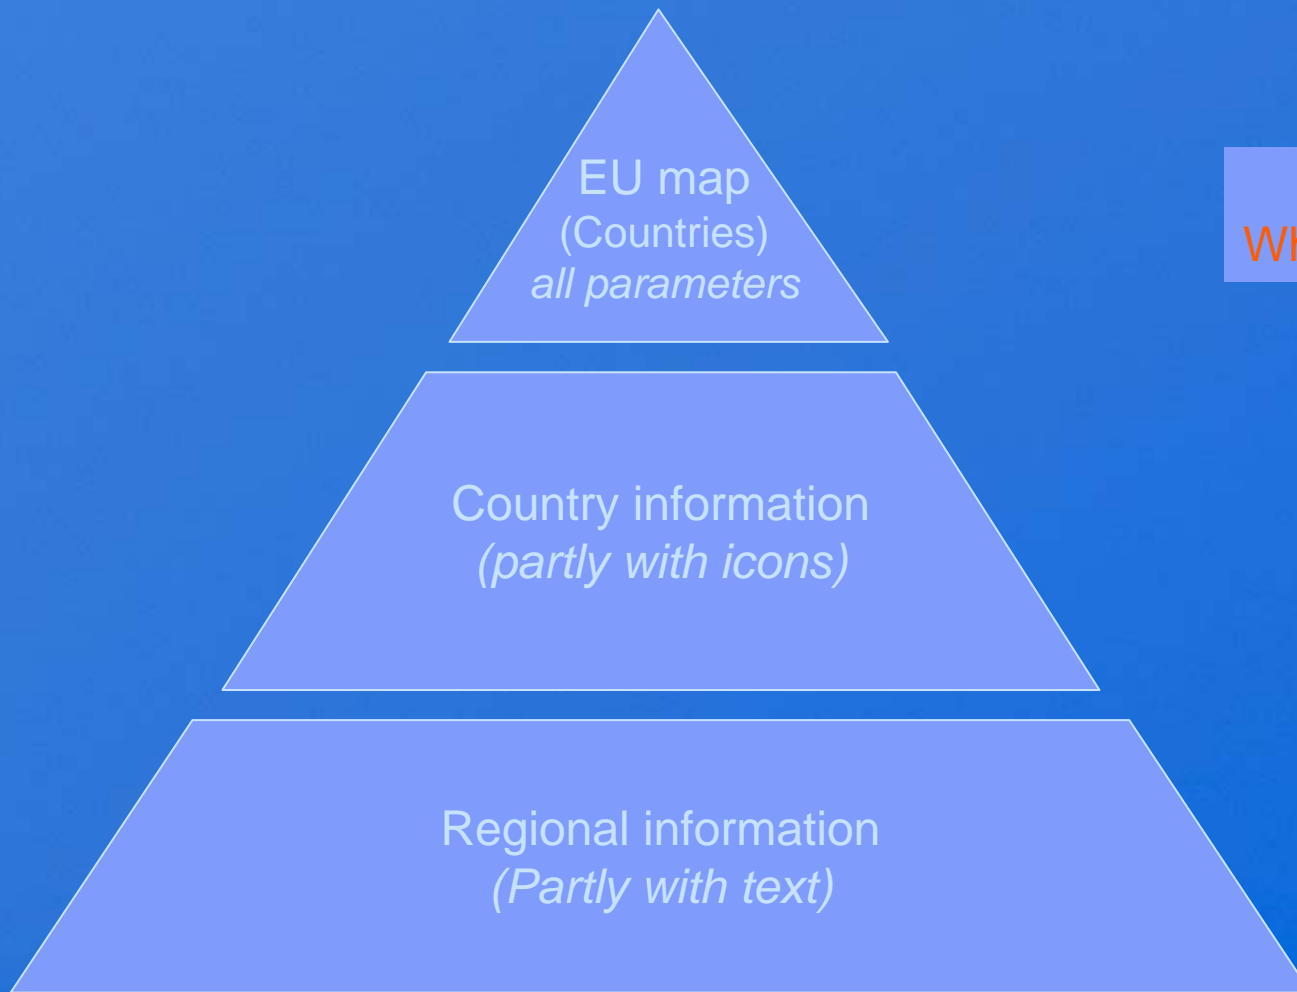 EU map
(Countries)
all parameters
Country information
(partly with icons)
Regional information
(Partly with text)